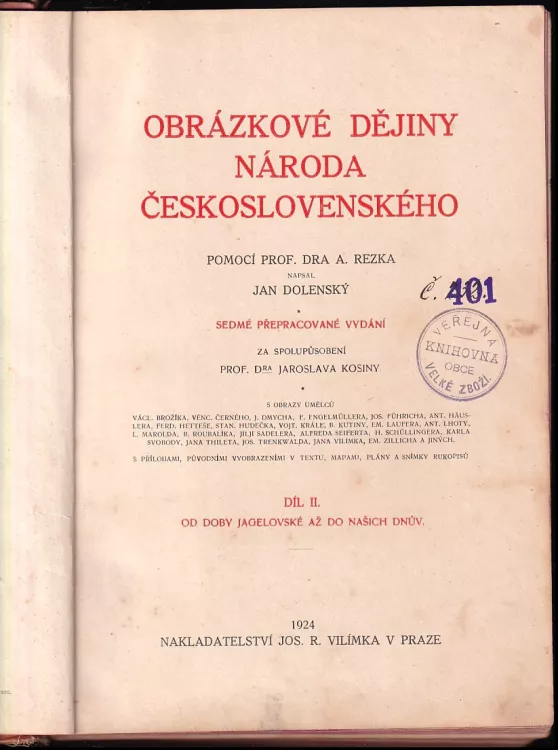 OBRÁZKOVÉ DĚJINY
NÁRODA
ČESKOSLOVENSKÉHO
POMOCÍ PROF. DRA A. REZKA
NAPSAL
JAN DOLENSKÝ
SEDMÉ PŘEPRACOVANÉ VYDÁNÍ
ZA SPOLUPŮSOBENÍ
PROF. DRA JAROSLAVA KOSINY
Č. 401
VEŘEJNÁ
KNIHOVNA
OBCE
VELKÉ ZBOŽÍ.
S OBRAZY UMĚLCŮ
VÁCL. BROŽÍKA, VĚNC. ČERNÉHO, J. DMYCHA, F. ENGELMÜLLERA, JOS. FÜHRICHA, ANT. HÄUS-
LERA, FERD. HETTEŠE, STAN. HUDEČKA, VOJT. KRÁLE, B. KUTINY, EM. LAUFERA, ANT. LHOTY,
L. MAROLDA, B. ROUBALÍKA, JILJÍ SADELERA, ALFREDA SEIFERTA, H. SCHÜLLINGERA, KARLA
SVOBODY, JANA THILETA, JOS. TRENKWALDA, JANA VILÍMKA, EM. ZILLICHA A JINÝCH.
S PŘÍLOHAMI, PŮVODNÍMI VYOBRAZENÍMI V TEXTU, MAPAMI, PLÁNY A SNÍMKY RUKOPISŮ
DÍL II.
OD DOBY JAGELOVSKÉ AŽ DO NAŠICH DNŮV.
1924
NAKLADATELSTVÍ JOS. R. VILÍMKA V PRAZE